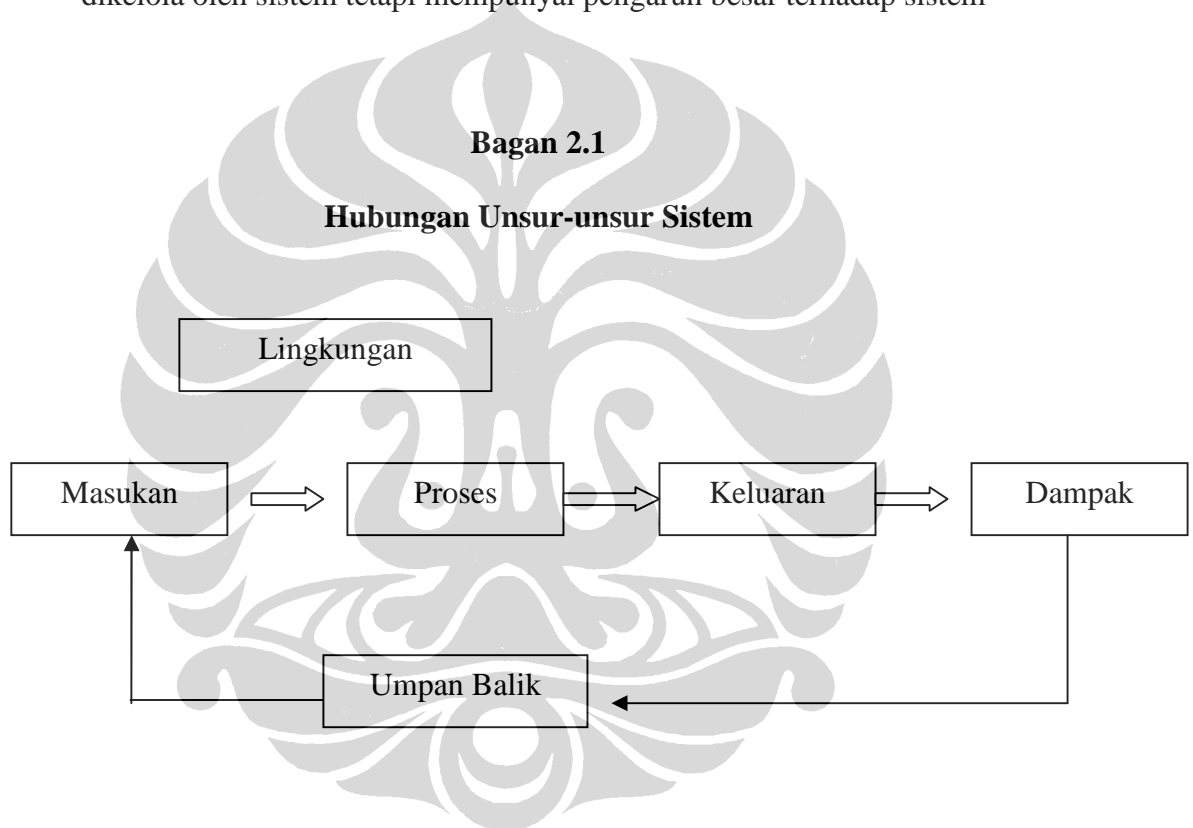 dikelola oleh sistem tetapi mempunyai pengaruh besar terhadap sistem
Bagan 2.1
Hubungan Unsur-unsur Sistem
Lingkungan
Masukan
Proses
Keluaran
Dampak
Umpan Balik